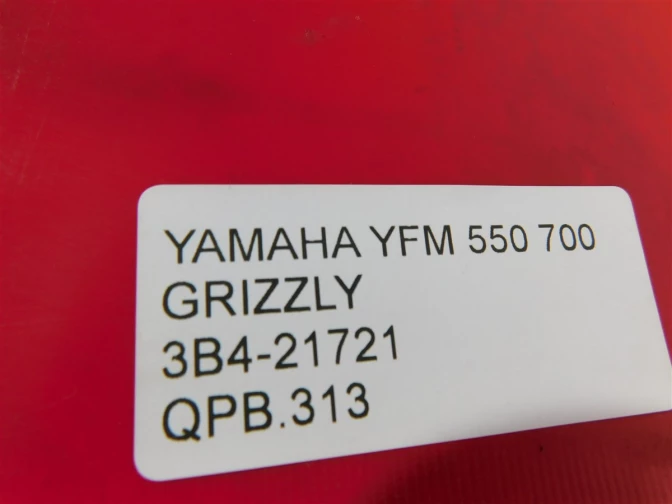 YAMAHA YFM 550 700
GRIZZLY
3B4-21721
QPB.313